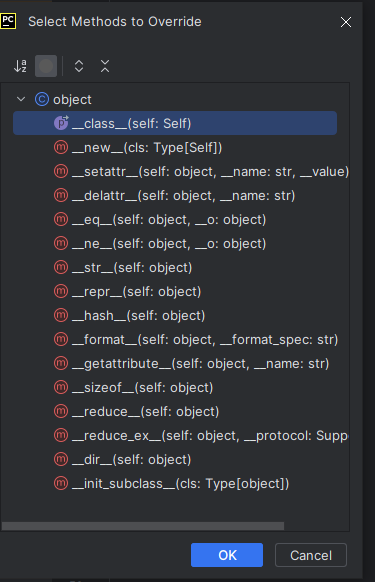 PC Select Methods to Override
object
__class__(self: Self)
__new__(cls: Type[Self])
__setattr__(self: object, __name: str, __value)
__delattr__(self: object, __name: str)
__eq__(self: object, __o: object)
__ne__(self: object, __o: object)
__str__(self: object)
__repr__(self: object)
__hash__(self: object)
__format__(self: object, __format_spec: str)
__getattribute__(self: object, __name: str)
__sizeof__(self: object)
__reduce__(self: object)
__reduce_ex__(self: object, __protocol: Supp
__dir__(self: object)
__init_subclass__(cls: Type[object])
OK Cancel